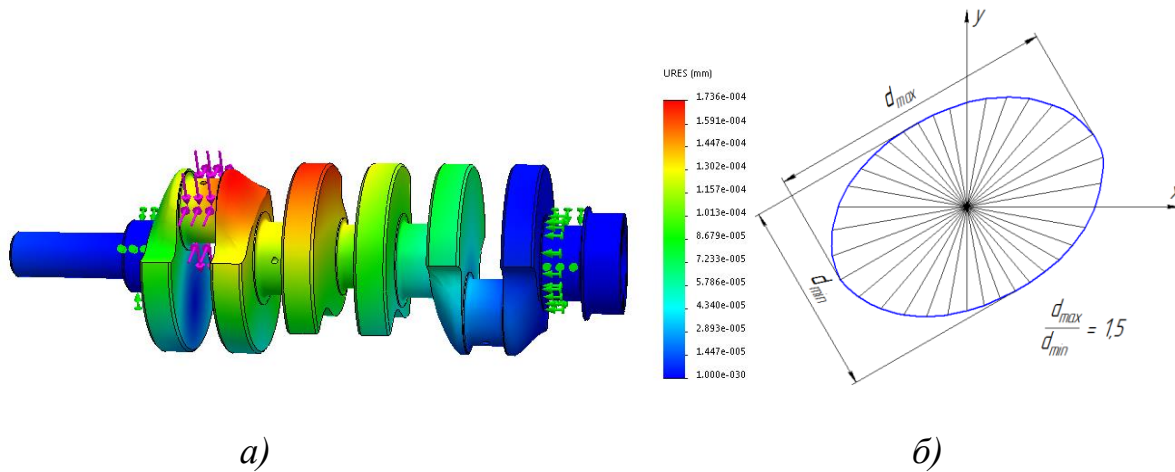 URES (mm)
1.736e-004
1.591e-004
1.447e-004
1.302e-004
1.157e-004
1.013e-004
8.679e-005
7.233e-005
5.786e-005
4.340e-005
2.893e-005
1.447e-005
1.000e-030
y
x
d_max
d_min
d_max / d_min = 1,5
а)
б)